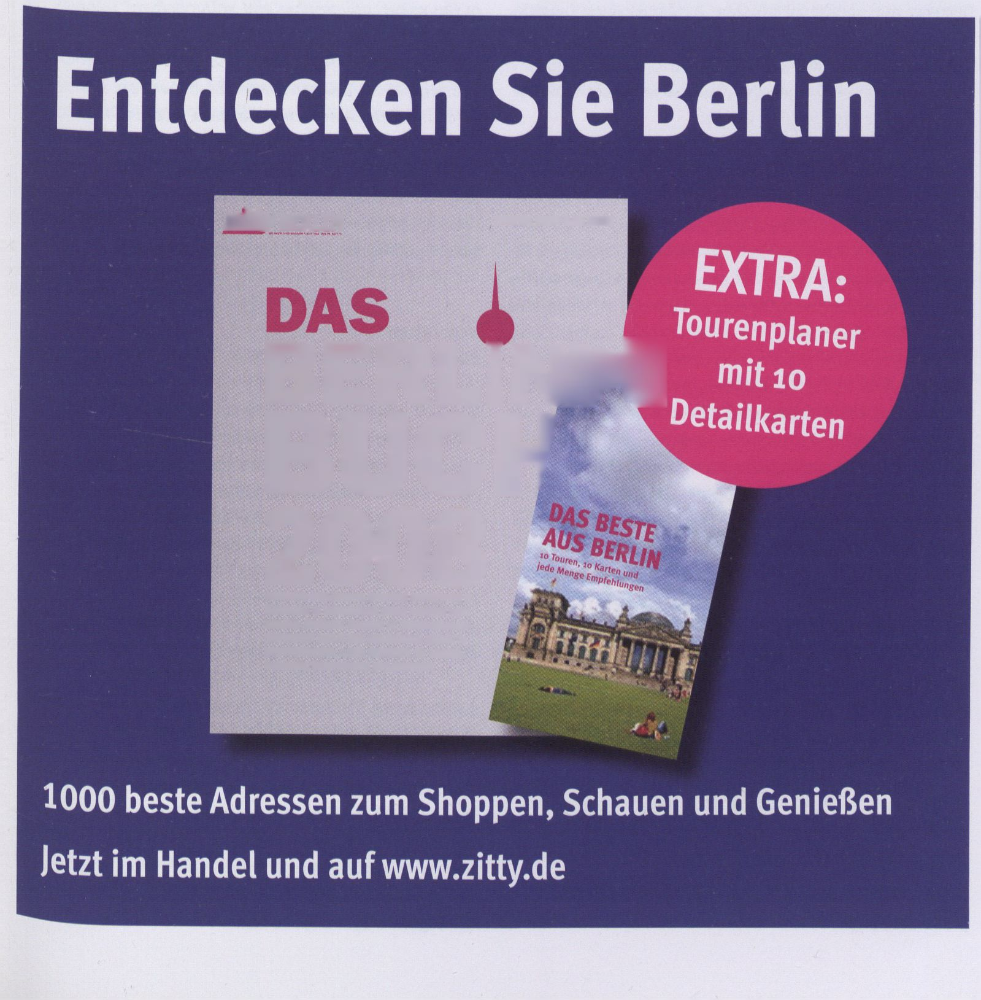 Entdecken Sie Berlin
DAS
EXTRA:
Tourenplaner
mit 10
Detailkarten
DAS BESTE
AUS BERLIN
10 Touren, 10 Karten und
jede Menge Empfehlungen
1000 beste Adressen zum Shoppen, Schauen und Genießen
Jetzt im Handel und auf www.zitty.de